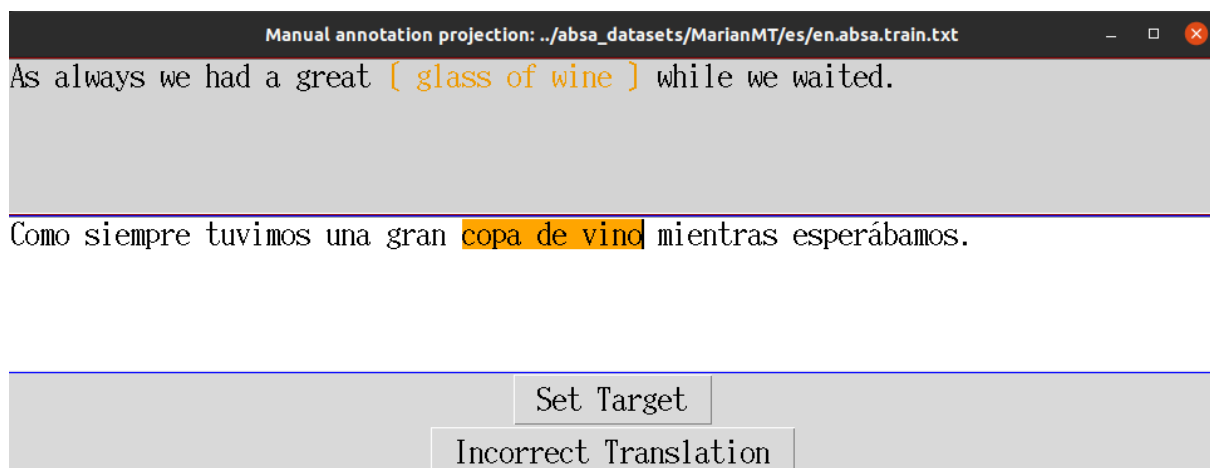 Manual annotation projection: ../absa_datasets/MarianMT/es/en.absa.train.txt
As always we had a great [ glass of wine ] while we waited.
Como siempre tuvimos una gran copa de vino mientras esperábamos.
Set Target
Incorrect Translation